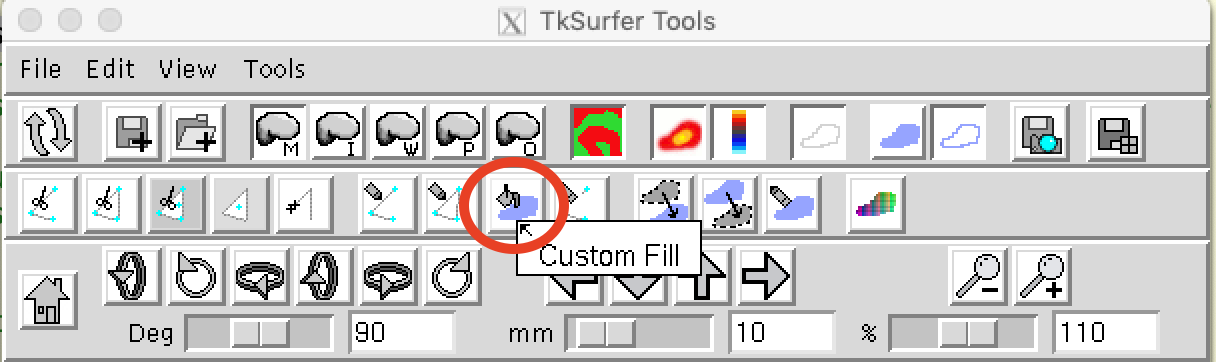 X TkSurfer Tools
File Edit View Tools
M I W P O
Custom Fill
Deg 90 mm 10 % 110